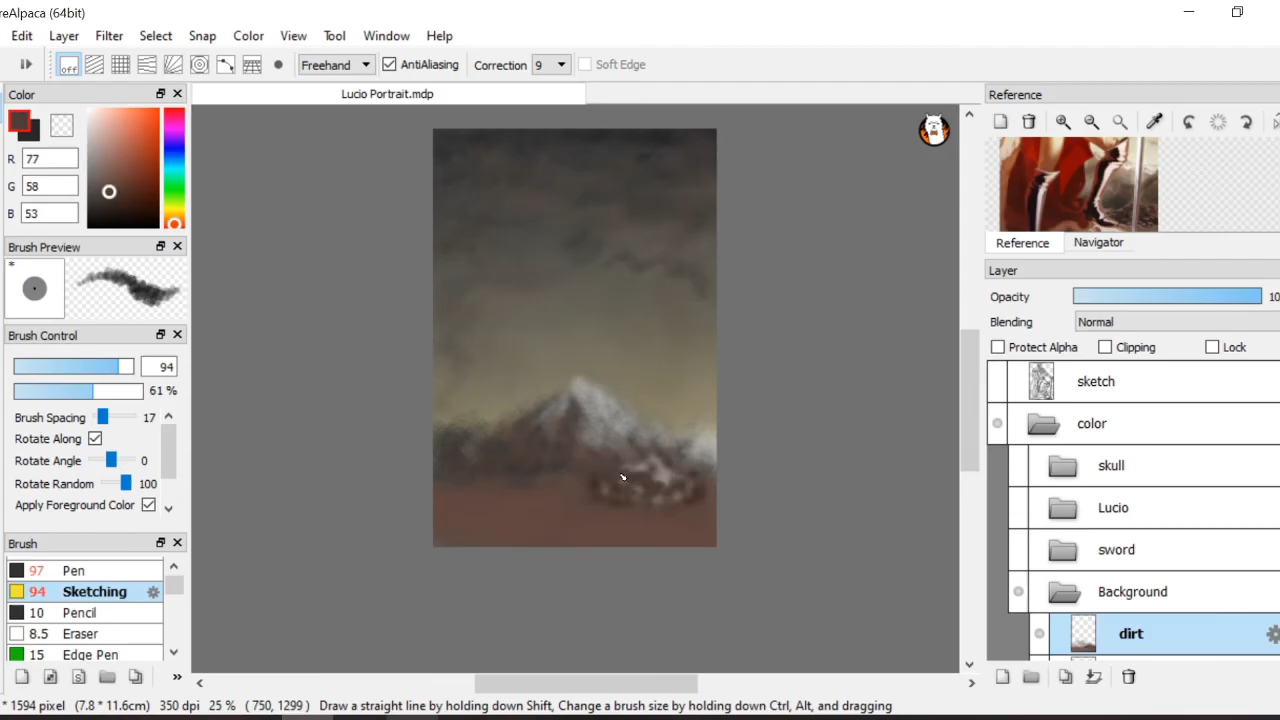 reAlpaca (64bit)
Edit Layer Filter Select Snap Color View Tool Window Help
off Freehand AntiAliasing Correction 9 Soft Edge
Color
Lucio Portrait.mdp
Reference
R 77
G 58
B 53
Brush Preview
*
Reference Navigator
Layer
Opacity 10
Blending Normal
Protect Alpha Clipping Lock
Brush Control
94
61 %
Brush Spacing 17
Rotate Along
Rotate Angle 0
Rotate Random 100
Apply Foreground Color
sketch
color
skull
Lucio
sword
Background
dirt
Brush
97 Pen
94 Sketching
10 Pencil
8.5 Eraser
15 Edge Pen
S
* 1594 pixel (7.8 * 11.6cm) 350 dpi 25 % ( 750, 1299 ) Draw a straight line by holding down Shift, Change a brush size by holding down Ctrl, Alt, and dragging